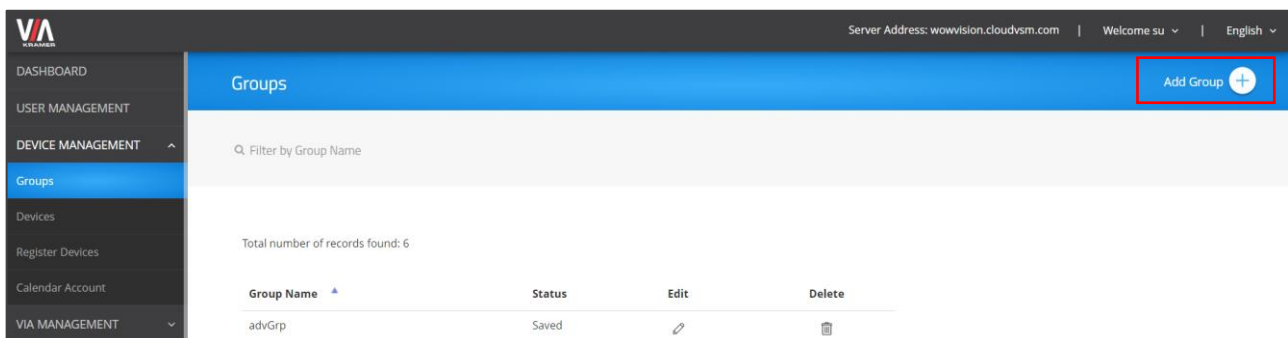 VIA
KRAMER
Server Address: wowvision.cloudvsm.com | Welcome su | English
DASHBOARD
USER MANAGEMENT
DEVICE MANAGEMENT
Groups
Devices
Register Devices
Calendar Account
VIA MANAGEMENT
Groups
Add Group
Filter by Group Name
Total number of records found: 6
Group Name Status Edit Delete
advGrp Saved